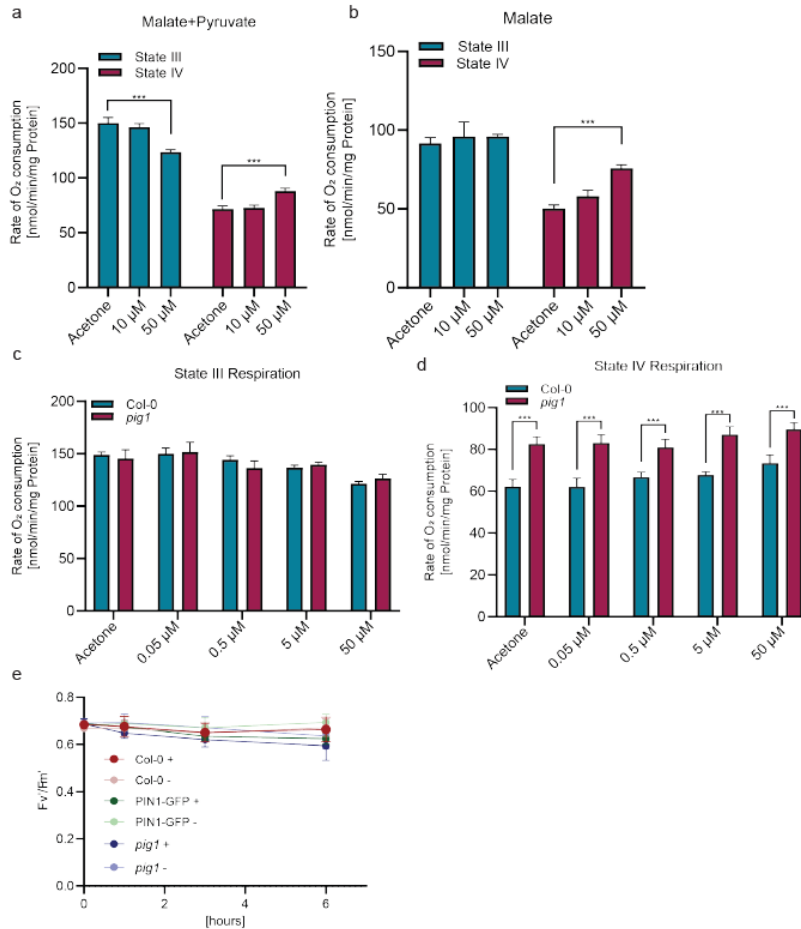 a
Malate+Pyruvate
State III
State IV
Rate of O₂ consumption
[nmol/min/mg Protein]
200
150
100
50
0
***
***
Acetone
10 µM
50 µM
Acetone
10 µM
50 µM
b
Malate
State III
State IV
Rate of O₂ consumption
[nmol/min/mg Protein]
150
100
50
0
***
Acetone
10 µM
50 µM
Acetone
10 µM
50 µM
c
State III Respiration
Col-0
pig1
Rate of O₂ consumption
[nmol/min/mg Protein]
200
150
100
50
0
Acetone
0.05 µM
0.5 µM
5 µM
50 µM
d
State IV Respiration
Col-0
pig1
Rate of O₂ consumption
[nmol/min/mg Protein]
100
80
60
40
20
0
***
***
***
***
***
Acetone
0.05 µM
0.5 µM
5 µM
50 µM
e
Fv'/Fm'
0.8
0.6
0.4
0.2
0.0
Col-0 +
Col-0 -
PIN1-GFP +
PIN1-GFP -
pig1 +
pig1 -
0
2
4
6
[hours]